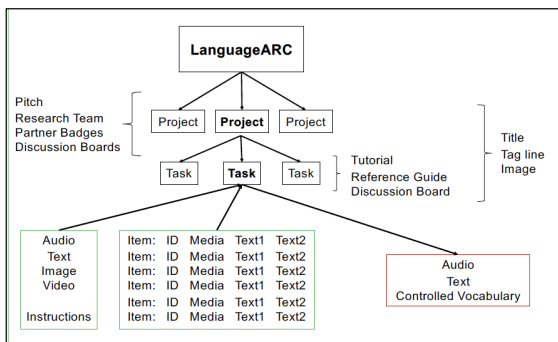 LanguageARC
Pitch
Research Team
Partner Badges
Discussion Boards
Project
Project
Project
Title
Tag line
Image
Task
Task
Task
Tutorial
Reference Guide
Discussion Board
Audio
Text
Image
Video
Instructions
Item: ID Media Text1 Text2
Item: ID Media Text1 Text2
Item: ID Media Text1 Text2
Item: ID Media Text1 Text2
Item: ID Media Text1 Text2
Item: ID Media Text1 Text2
Audio
Text
Controlled Vocabulary